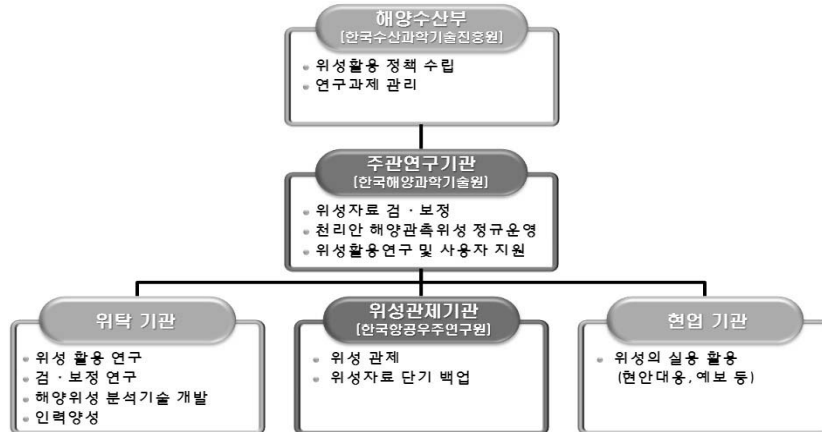 해양수산부
[한국수산과학기술진흥원]
위성활용 정책 수립
연구과제 관리
주관연구기관
[한국해양과학기술원]
위성자료 검 · 보정
천리안 해양관측위성 정규운영
위성활용연구 및 사용자 지원
위탁 기관
위성 활용 연구
검 · 보정 연구
해양위성 분석기술 개발
인력양성
위성관제기관
[한국항공우주연구원]
위성 관제
위성자료 단기 백업
현업 기관
위성의 실용 활용
(현안대응, 예보 등)